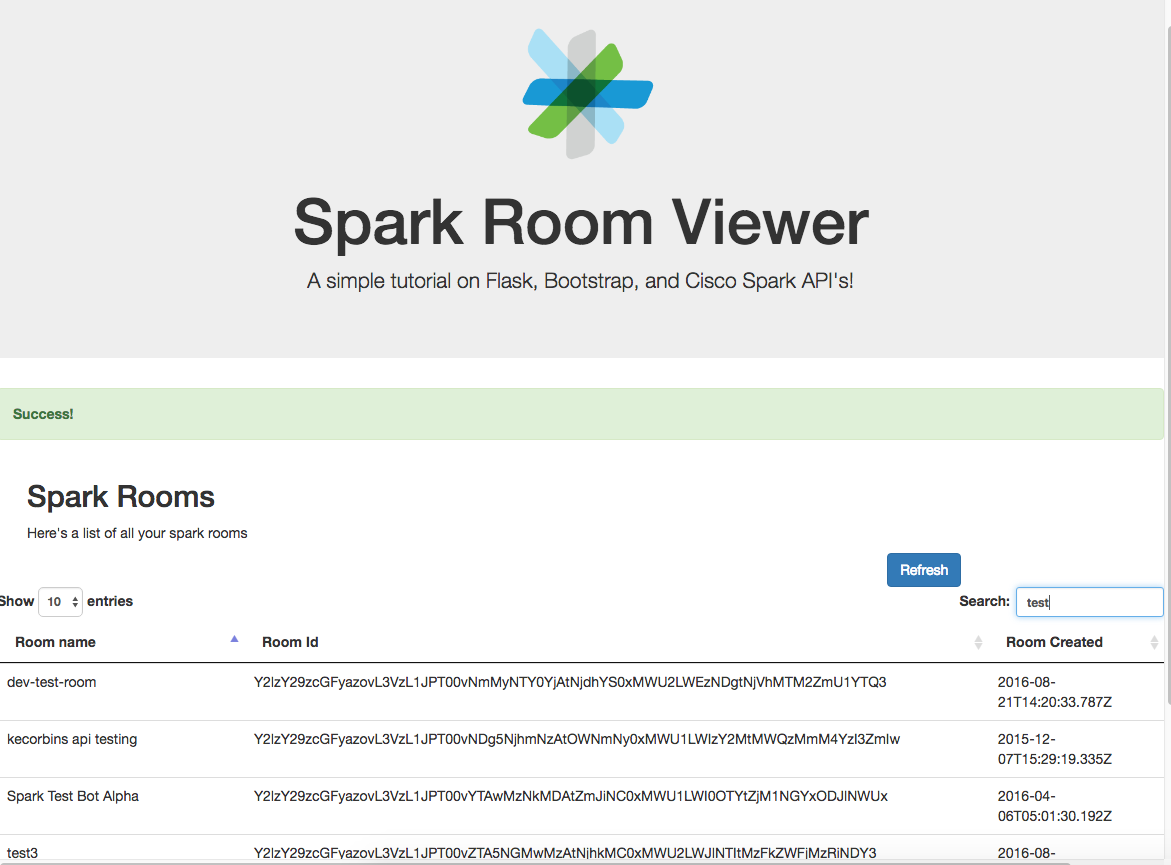 Spark Room Viewer
A simple tutorial on Flask, Bootstrap, and Cisco Spark API's!
Success!
Spark Rooms
Here's a list of all your spark rooms
Refresh
Show 10 entries Search: test
Room name Room Id Room Created
dev-test-room Y2lzY29zcGFyazovL3VzL1JPT00vNmMyNTY0YjAtNjdhYS0xMWU2LWEzNDgtNjVhMTM2ZmU1YTQ3 2016-08-
21T14:20:33.787Z
kecorbins api testing Y2lzY29zcGFyazovL3VzL1JPT00vNDg5NjhmNzAtOWNmNy0xMWU1LWIzY2MtMWQzMmM4YzI3ZmIw 2015-12-
07T15:29:19.335Z
Spark Test Bot Alpha Y2lzY29zcGFyazovL3VzL1JPT00vYTAwMzNkMDAtZmJiNC0xMWU1LWI0OTYtZjM1NGYxODJlNWUx 2016-04-
06T05:01:30.192Z
test3 Y2lzY29zcGFyazovL3VzL1JPT00vZTA5NGMwMzAtNjhkMC0xMWU2LWJlNTItMzFkZWFjMzRiNDY3 2016-08-